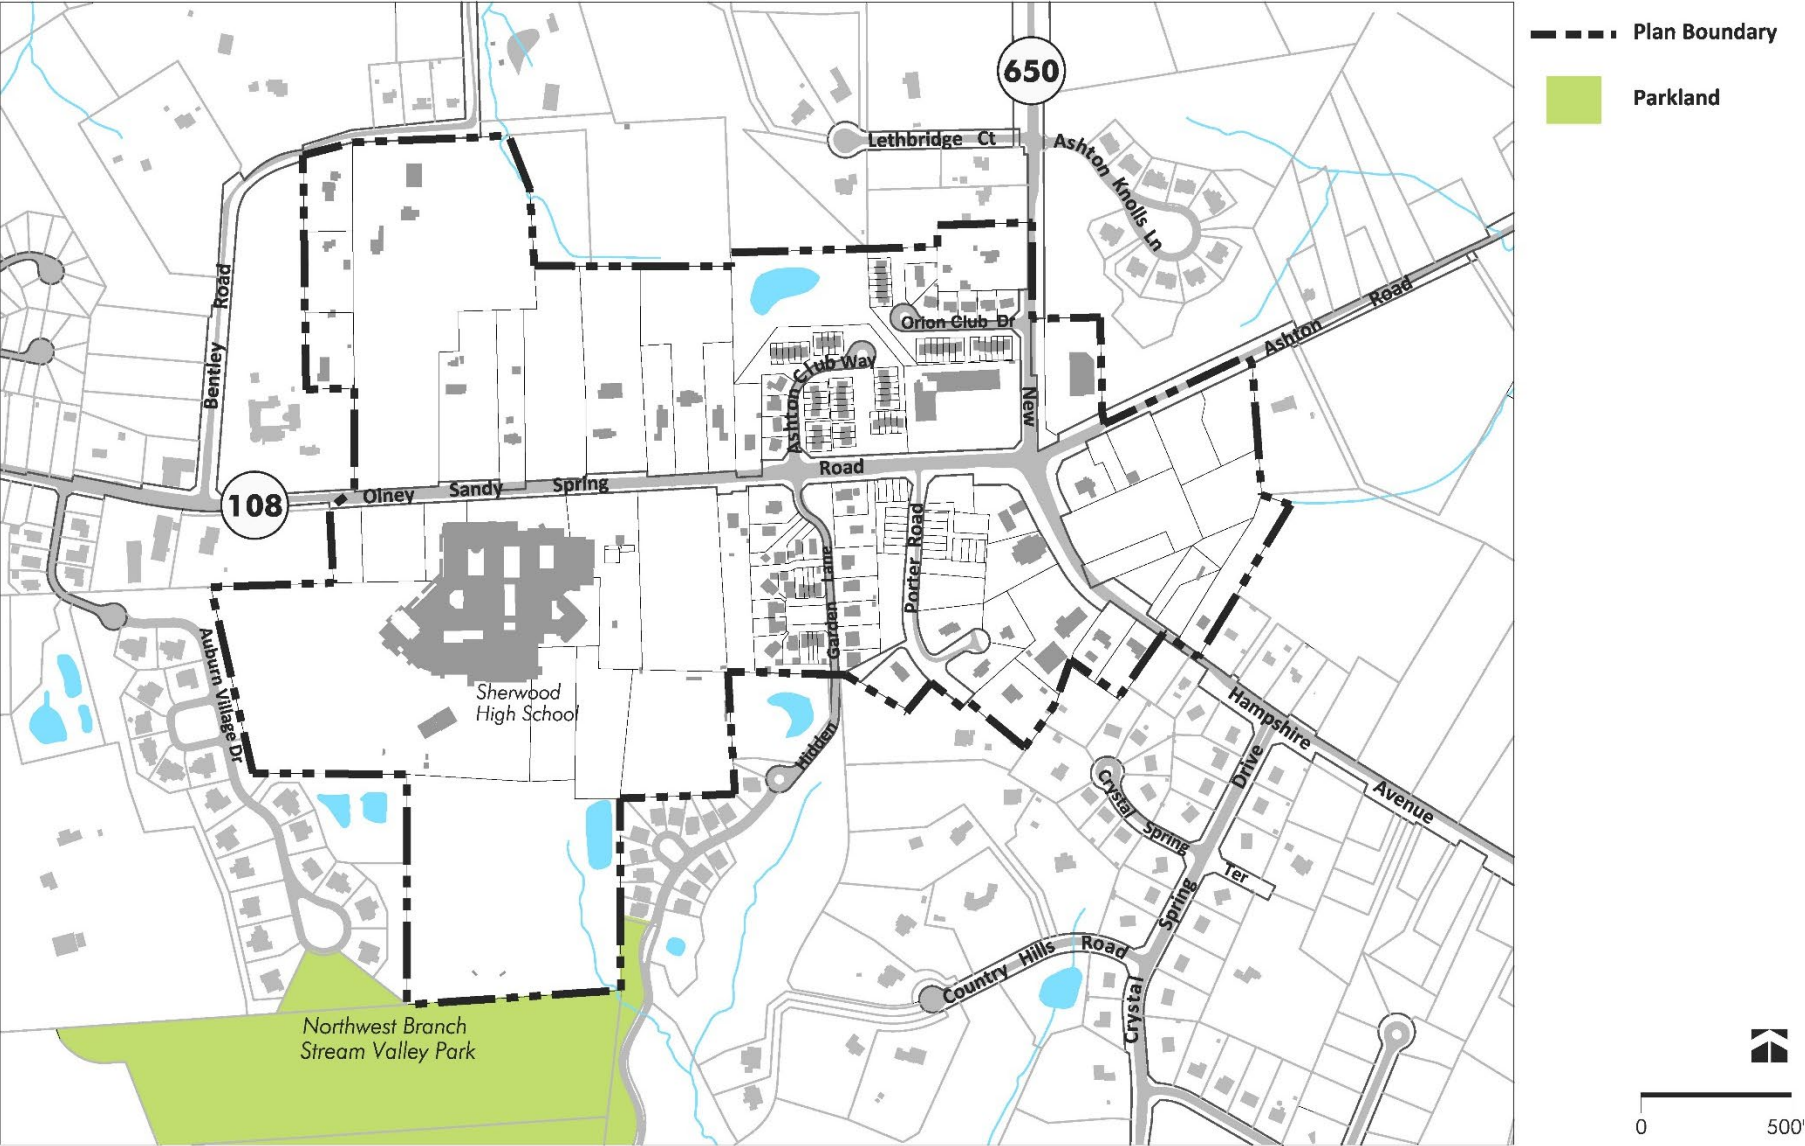 Plan Boundary
Parkland
650
Lethbridge Ct
Ashton Knolls Ln
Bentley Road
Orion Club Dr
Ashton Club Way
New
Ashton Road
108
Olney Sandy Spring Road
Porter Road
Garden Lane
Hidden
Auburn Village Dr
Sherwood
High School
Hampshire
Avenue
Drive
Crystal Spring
Ter
Spring
Crystal
Country Hills Road
Northwest Branch
Stream Valley Park
0 500'